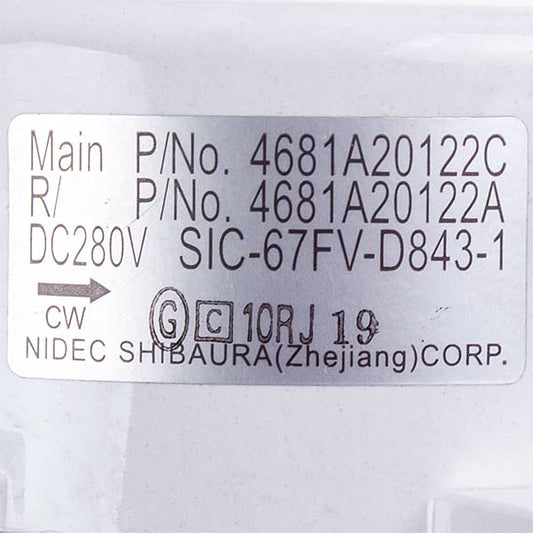 Main P/No. 4681A20122C
R/ P/No. 4681A20122A
DC280V SIC-67FV-D843-1
CW G C 10RJ 19
NIDEC SHIBAURA(Zhejiang)CORP.